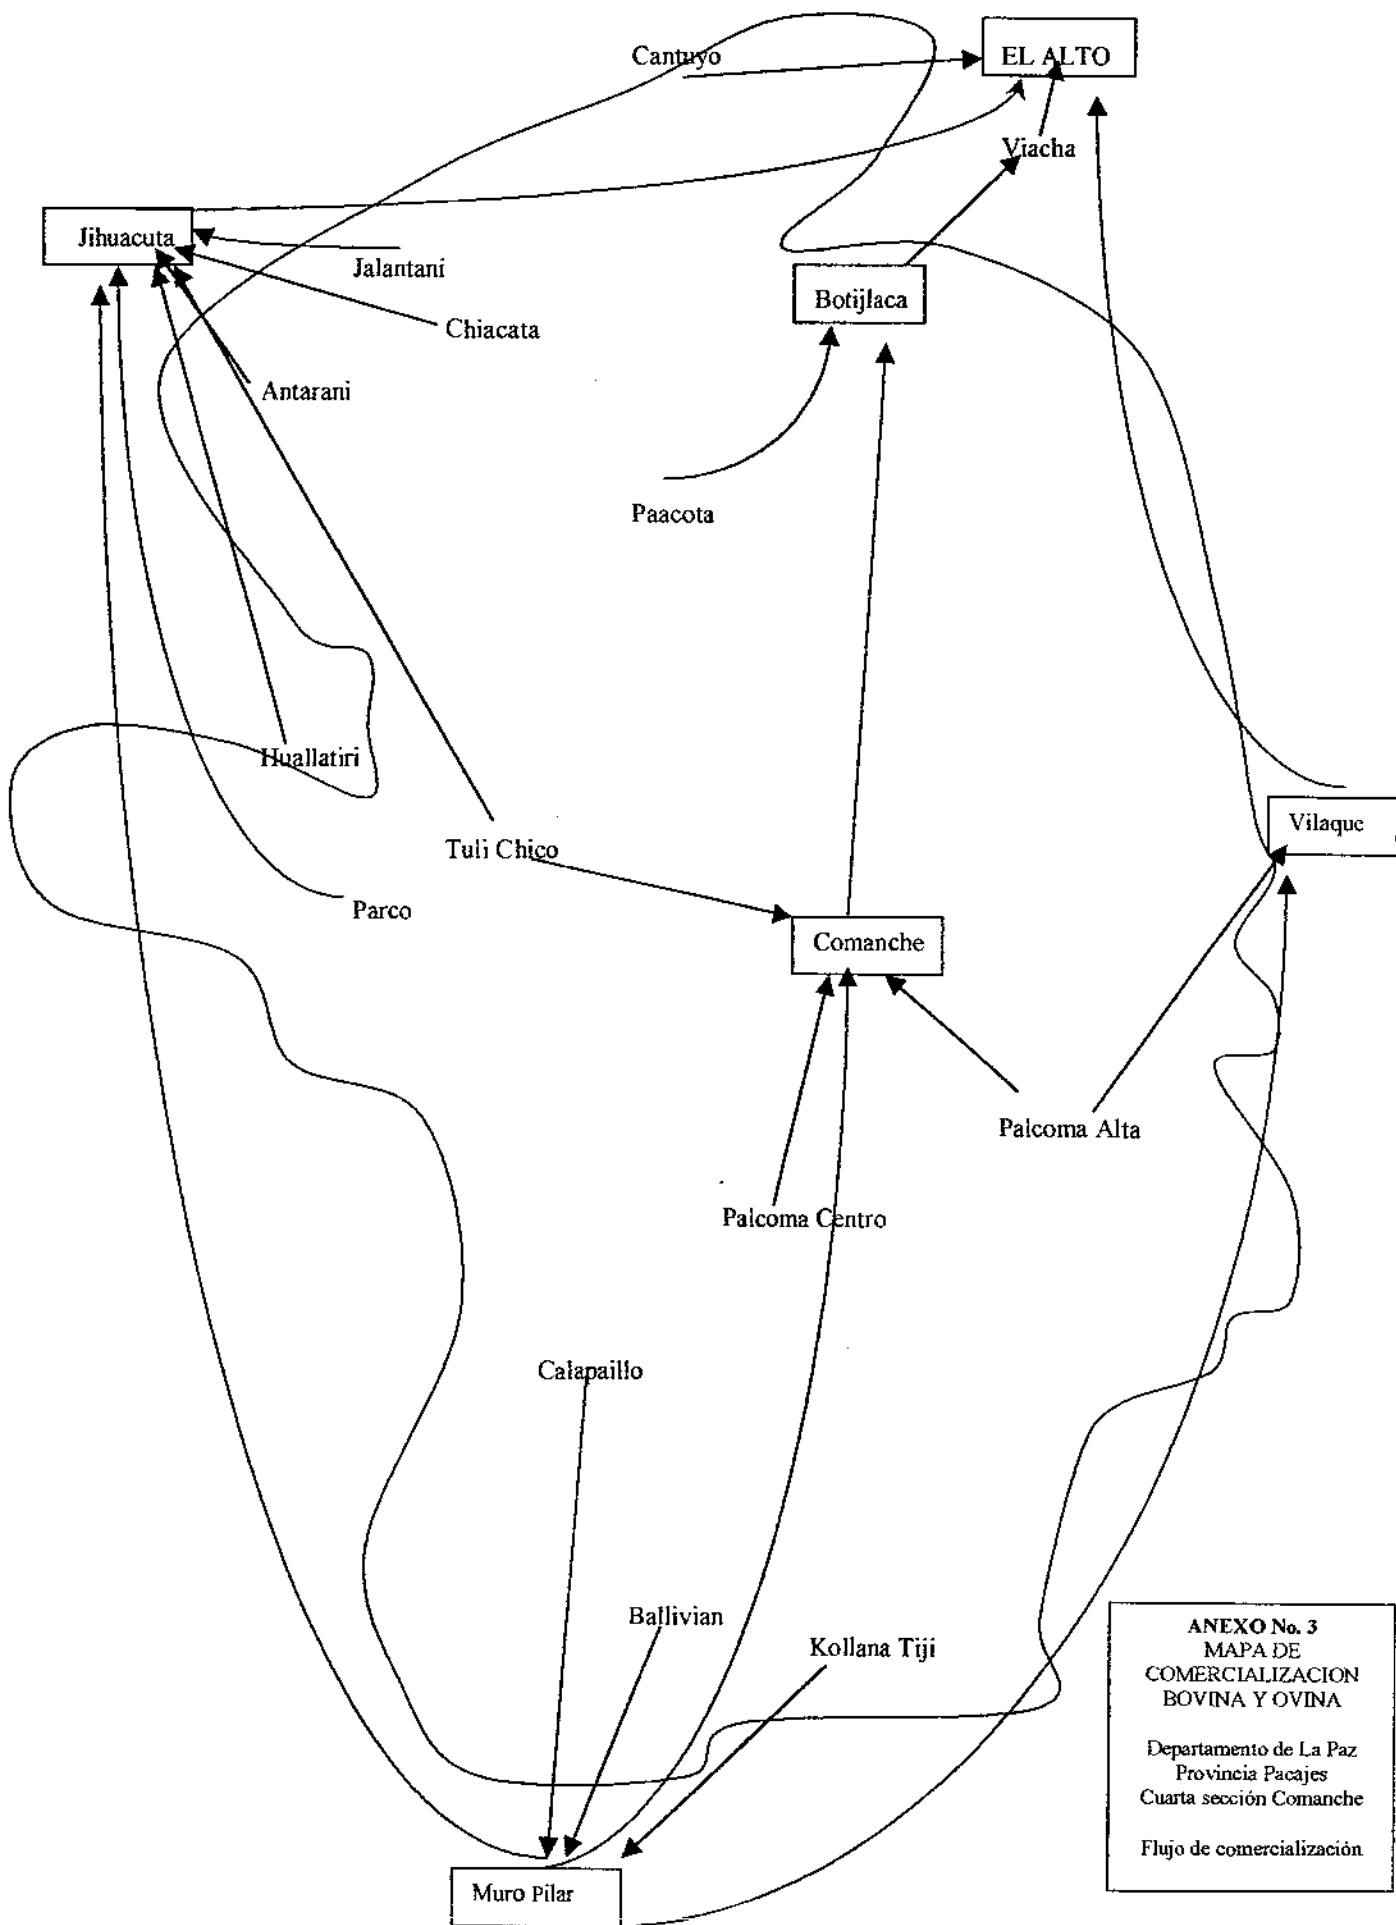 Cantuyo
EL ALTO
Viacha
Jihuacuta
Jalantani
Botijlaca
Chiacata
Antarani
Paacota
Huallatiri
Vilaque
Tuli Chico
Parco
Comanche
Palcoma Alta
Palcoma Centro
Calapaillo
Ballivian
Kollana Tiji
ANEXO No. 3
MAPA DE
COMERCIALIZACION
BOVINA Y OVINA
Departamento de La Paz
Provincia Pacajes
Cuarta sección Comanche
Flujo de comercialización
Muro Pilar